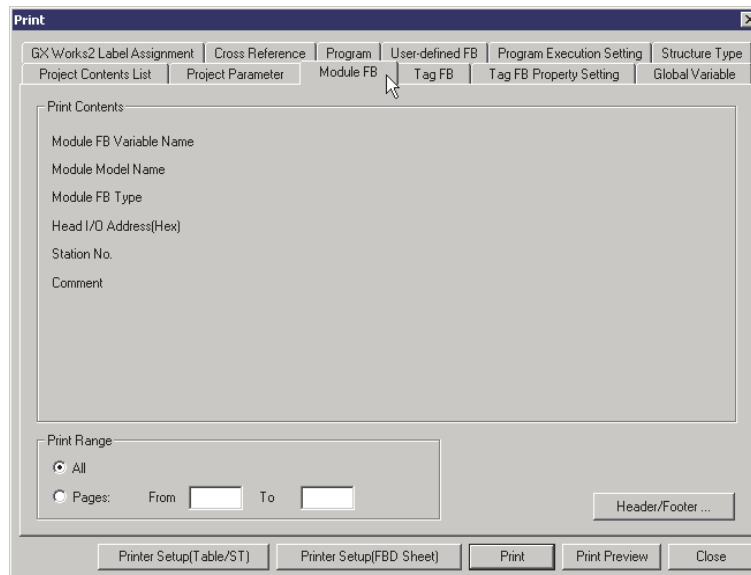 Print
GX Works2 Label Assignment Cross Reference Program User-defined FB Program Execution Setting Structure Type
Project Contents List Project Parameter Module FB Tag FB Tag FB Property Setting Global Variable
Print Contents
Module FB Variable Name
Module Model Name
Module FB Type
Head I/O Address(Hex)
Station No.
Comment
Print Range
All
Pages: From To
Header/Footer ...
Printer Setup(Table/ST) Printer Setup(FBD Sheet) Print Print Preview Close